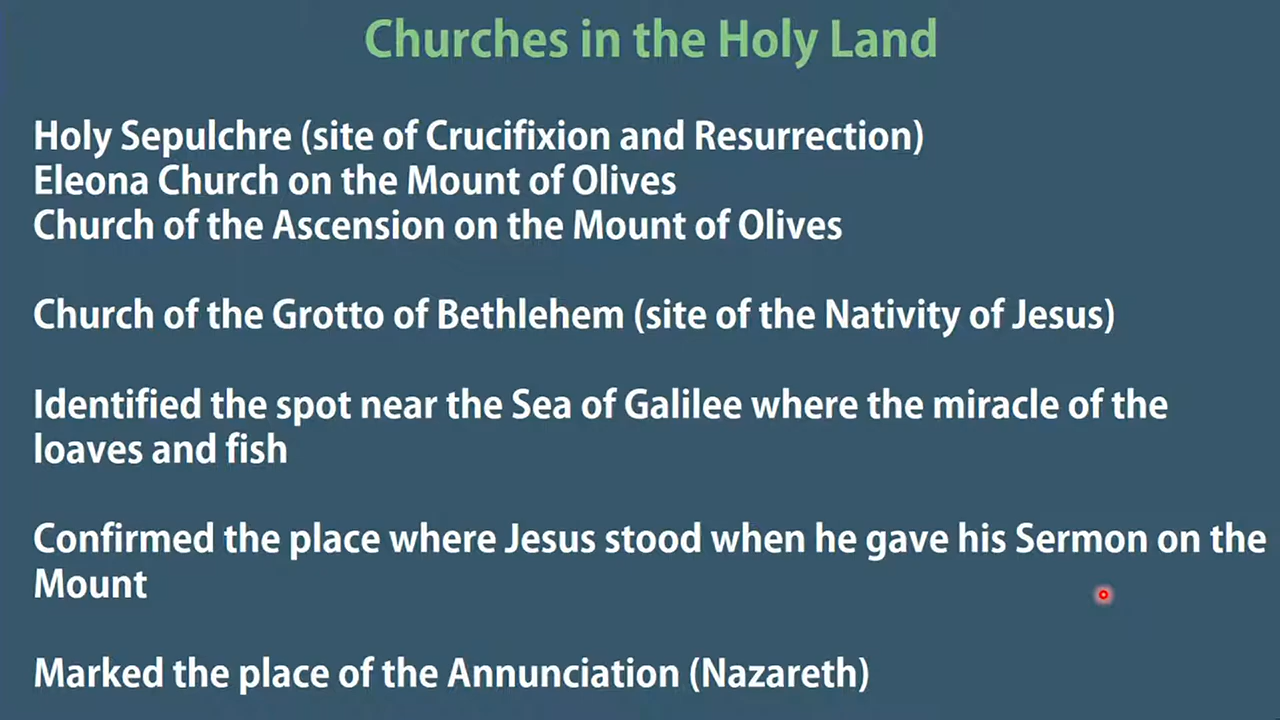 Churches in the Holy Land
Holy Sepulchre (site of Crucifixion and Resurrection)
Eleona Church on the Mount of Olives
Church of the Ascension on the Mount of Olives
Church of the Grotto of Bethlehem (site of the Nativity of Jesus)
Identified the spot near the Sea of Galilee where the miracle of the
loaves and fish
Confirmed the place where Jesus stood when he gave his Sermon on the
Mount
Marked the place of the Annunciation (Nazareth)